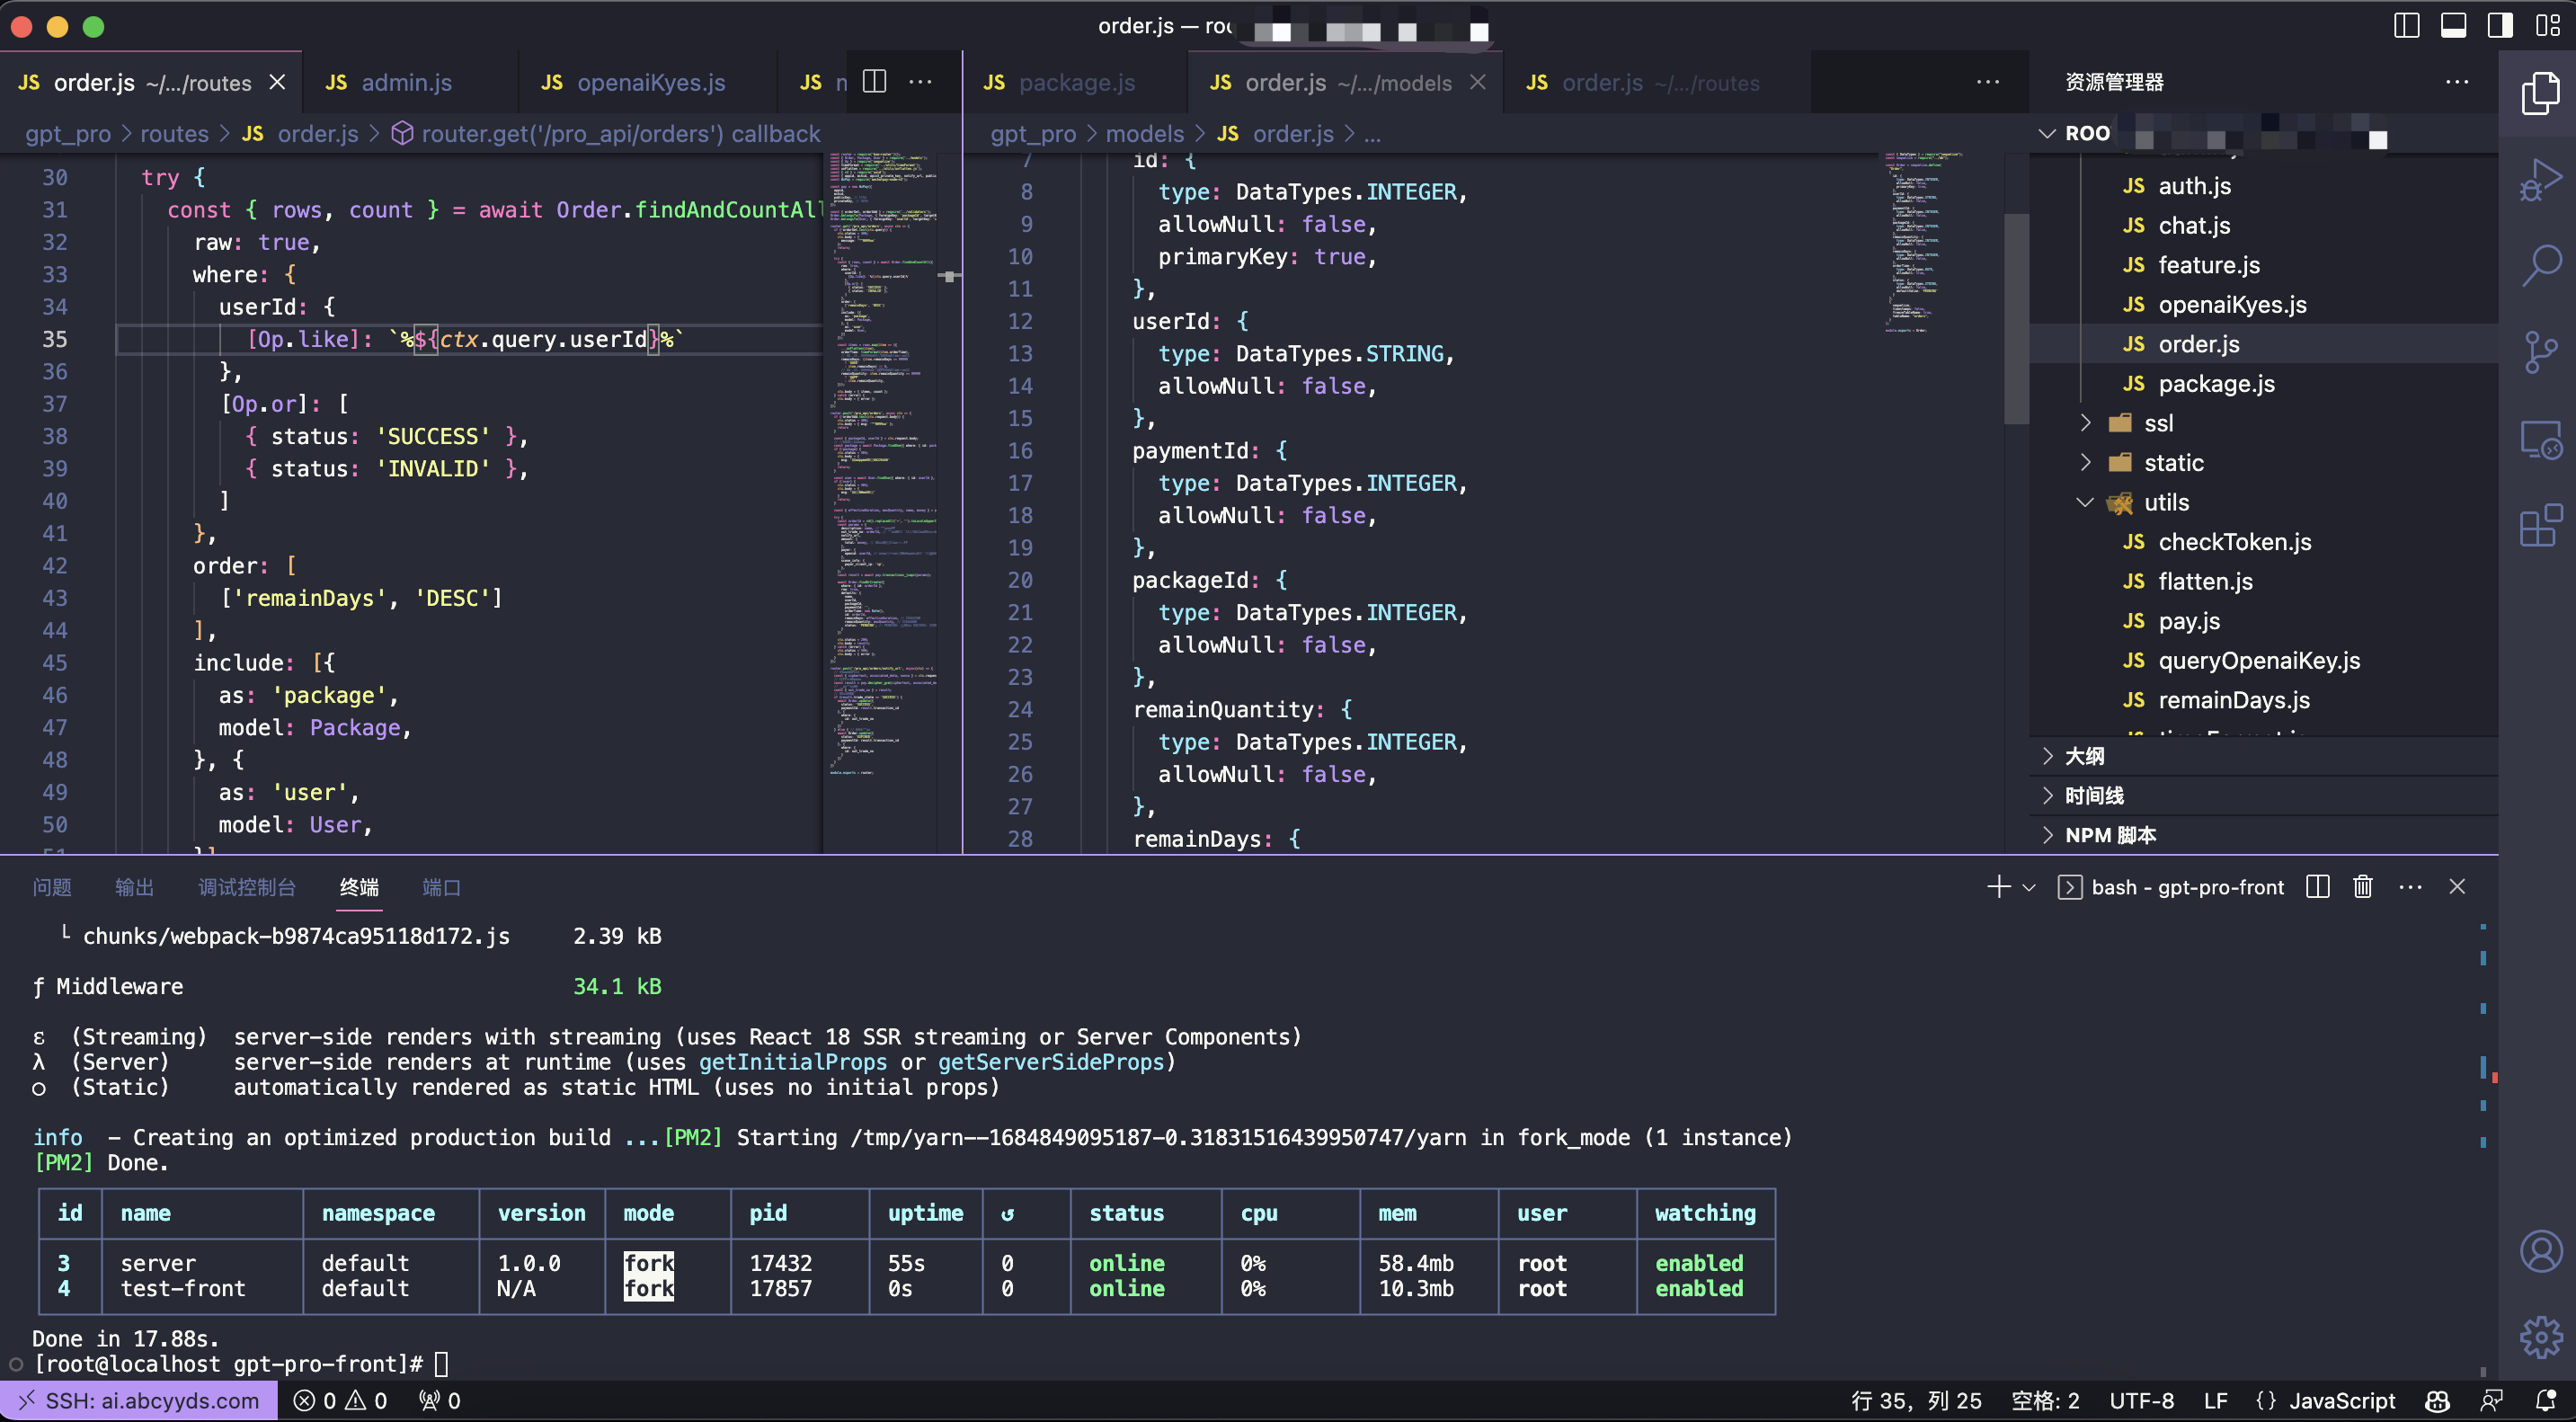 order.js — roo
order.js ~/.../routes
admin.js
openaiKyes.js
package.js
order.js ~/.../models
order.js ~/.../routes
资源管理器
gpt_pro > routes > JS order.js > router.get('/pro_api/orders') callback
gpt_pro > models > JS order.js > ...
ROO
30 try {
31 const { rows, count } = await Order.findAndCountAll
32 raw: true,
33 where: {
34 userId: {
35 [Op.like]: `%${ctx.query.userId}%`
36 },
37 [Op.or]: [
38 { status: 'SUCCESS' },
39 { status: 'INVALID' },
40 ]
41 },
42 order: [
43 ['remainDays', 'DESC']
44 ],
45 include: [{
46 as: 'package',
47 model: Package,
48 }, {
49 as: 'user',
50 model: User,
51 }]
7 id: {
8 type: DataTypes.INTEGER,
9 allowNull: false,
10 primaryKey: true,
11 },
12 userId: {
13 type: DataTypes.STRING,
14 allowNull: false,
15 },
16 paymentId: {
17 type: DataTypes.INTEGER,
18 allowNull: false,
19 },
20 packageId: {
21 type: DataTypes.INTEGER,
22 allowNull: false,
23 },
24 remainQuantity: {
25 type: DataTypes.INTEGER,
26 allowNull: false,
27 },
28 remainDays: {
JS auth.js
JS chat.js
JS feature.js
JS openaiKyes.js
JS order.js
JS package.js
ssl
static
utils
JS checkToken.js
JS flatten.js
JS pay.js
JS queryOpenaiKey.js
JS remainDays.js
大纲
时间线
NPM 脚本
问题 输出 调试控制台 终端 端口
bash - gpt-pro-front
└ chunks/webpack-b9874ca95118d172.js 2.39 kB
ƒ Middleware 34.1 kB
ε (Streaming) server-side renders with streaming (uses React 18 SSR streaming or Server Components)
λ (Server) server-side renders at runtime (uses getInitialProps or getServerSideProps)
○ (Static) automatically rendered as static HTML (uses no initial props)
info - Creating an optimized production build ...[PM2] Starting /tmp/yarn--1684849095187-0.31831516439950747/yarn in fork_mode (1 instance)
[PM2] Done.
id name namespace version mode pid uptime ↺ status cpu mem user watching
3 server default 1.0.0 fork 17432 55s 0 online 0% 58.4mb root enabled
4 test-front default N/A fork 17857 0s 0 online 0% 10.3mb root enabled
Done in 17.88s.
[root@localhost gpt-pro-front]#
SSH: ai.abcyyds.com 0 0 0
行 35, 列 25 空格: 2 UTF-8 LF {} JavaScript